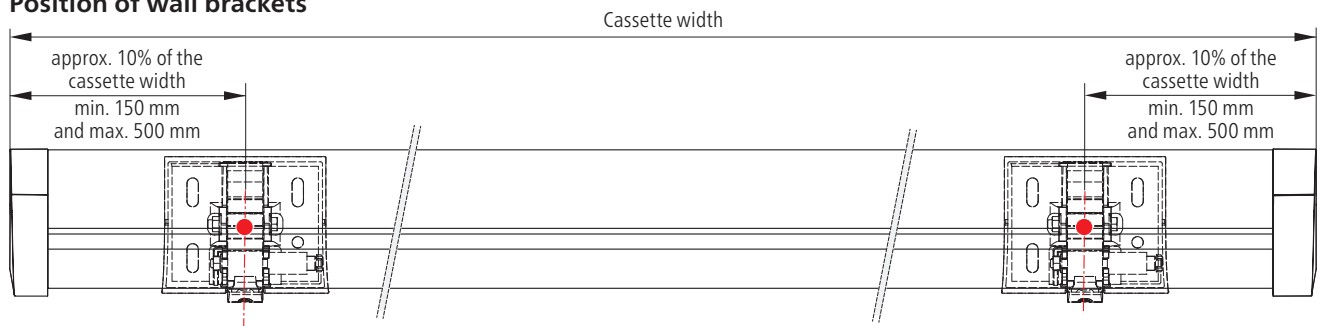 Position of wall brackets
Cassette width
approx. 10% of the
cassette width
min. 150 mm
and max. 500 mm
approx. 10% of the
cassette width
min. 150 mm
and max. 500 mm